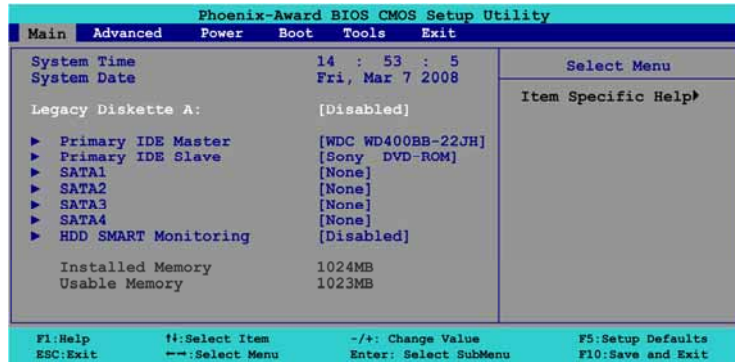 Phoenix-Award BIOS CMOS Setup Utility
Main Advanced Power Boot Tools Exit
System Time 14 : 53 : 5
System Date Fri, Mar 7 2008
Legacy Diskette A: [Disabled]
▶ Primary IDE Master [WDC WD400BB-22JH]
▶ Primary IDE Slave [Sony DVD-ROM]
▶ SATA1 [None]
▶ SATA2 [None]
▶ SATA3 [None]
▶ SATA4 [None]
▶ HDD SMART Monitoring [Disabled]
Installed Memory 1024MB
Usable Memory 1023MB
Select Menu
Item Specific Help▶
F1:Help ↑↓:Select Item -/+: Change Value F5:Setup Defaults
ESC:Exit ←→:Select Menu Enter: Select SubMenu F10:Save and Exit